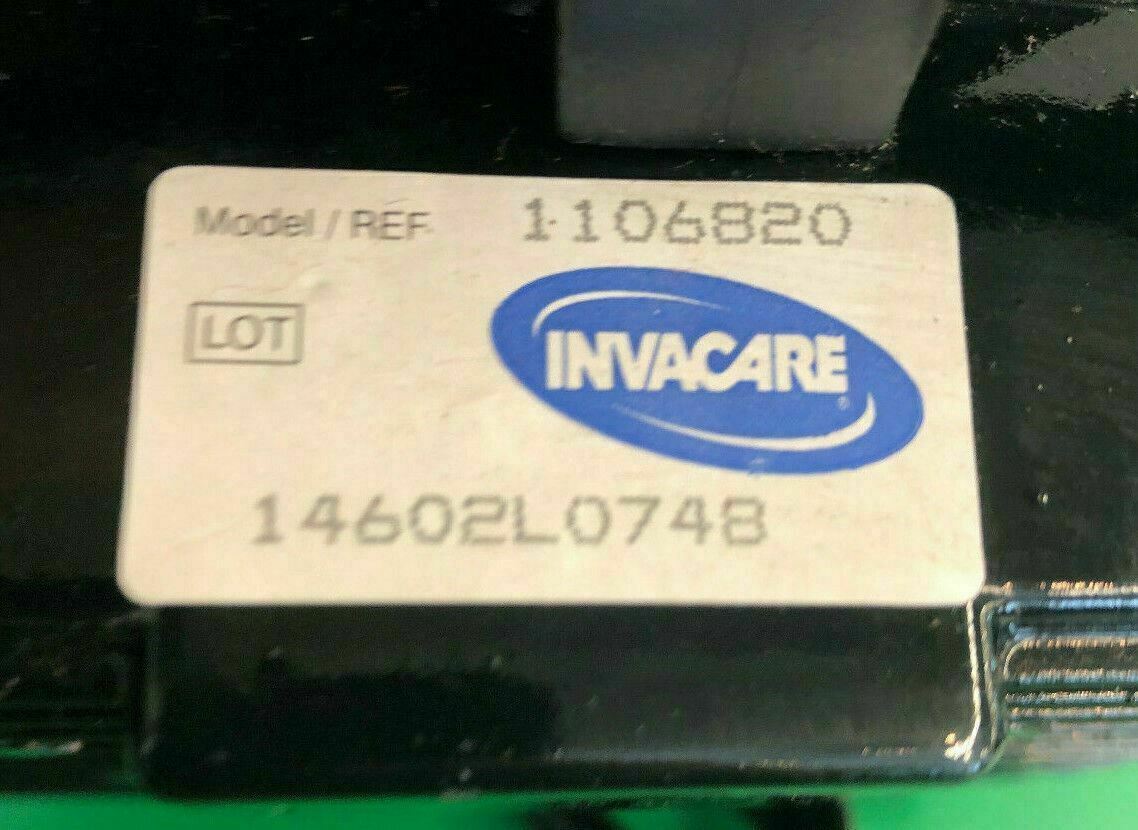 Model / REF. 1106820
LOT
INVACARE®
14602L0748